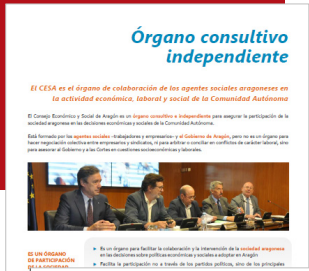 Órgano consultivo
independiente
El CESA es el órgano de colaboración de los agentes sociales aragoneses en
la actividad económica, laboral y social de la Comunidad Autónoma
El Consejo Económico y Social de Aragón es un órgano consultivo e independiente para asegurar la participación de la
sociedad aragonesa en las decisiones económicas y sociales de la Comunidad Autónoma.
Está formado por los agentes sociales –trabajadores y empresarios– y el Gobierno de Aragón, pero no es un órgano para
hacer negociación colectiva entre empresarios y sindicatos, ni para arbitrar o conciliar en conflictos de carácter laboral, sino
para asesorar al Gobierno y a las Cortes en cuestiones socioeconómicas y laborales.
ES UN ÓRGANO
DE PARTICIPACIÓN
DE LA SOCIEDAD
▶ Es un órgano para facilitar la colaboración y la intervención de la sociedad aragonesa
en las decisiones sobre políticas económicas y sociales a adoptar en Aragón
▶ Facilita la participación no a través de los partidos políticos, sino de los principales